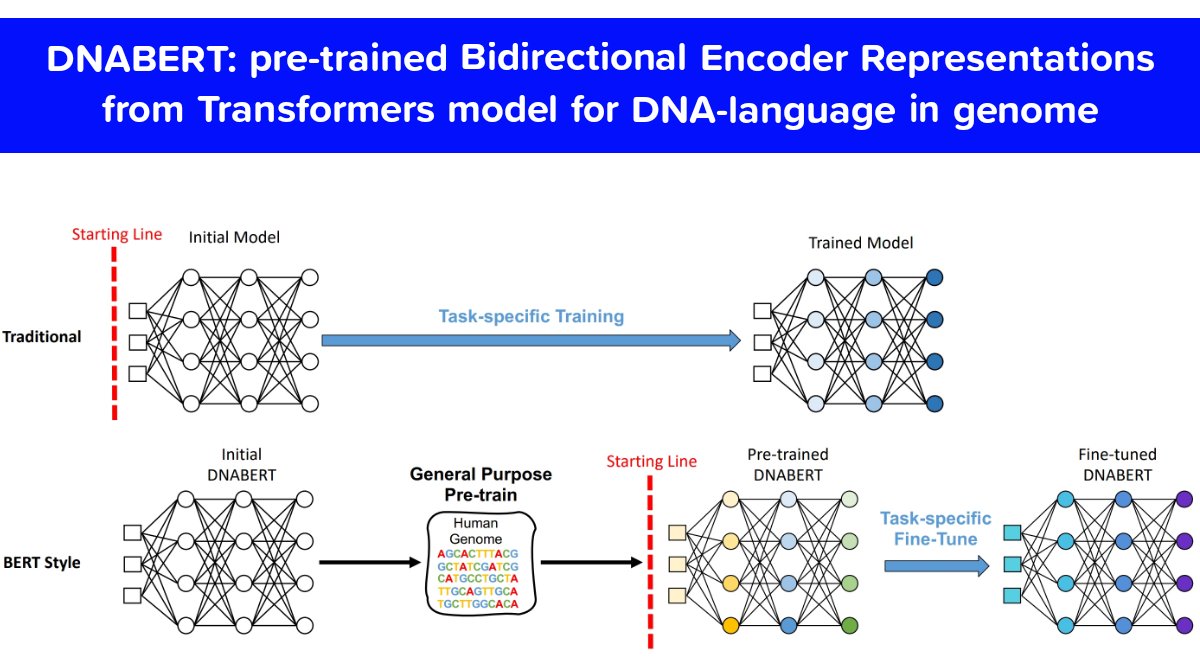 DNABERT: pre-trained Bidirectional Encoder Representations
from Transformers model for DNA-language in genome
Starting Line
Initial Model
Trained Model
Traditional
Task-specific Training
Initial
DNABERT
General Purpose
Pre-train
Starting Line
Pre-trained
DNABERT
Fine-tuned
DNABERT
BERT Style
Human
Genome
AGCACTTTACG
GCTATCGATCG
CATGCCTGCTA
TTGCAGTTGCA
TGCTTGGCACA
Task-specific
Fine-Tune